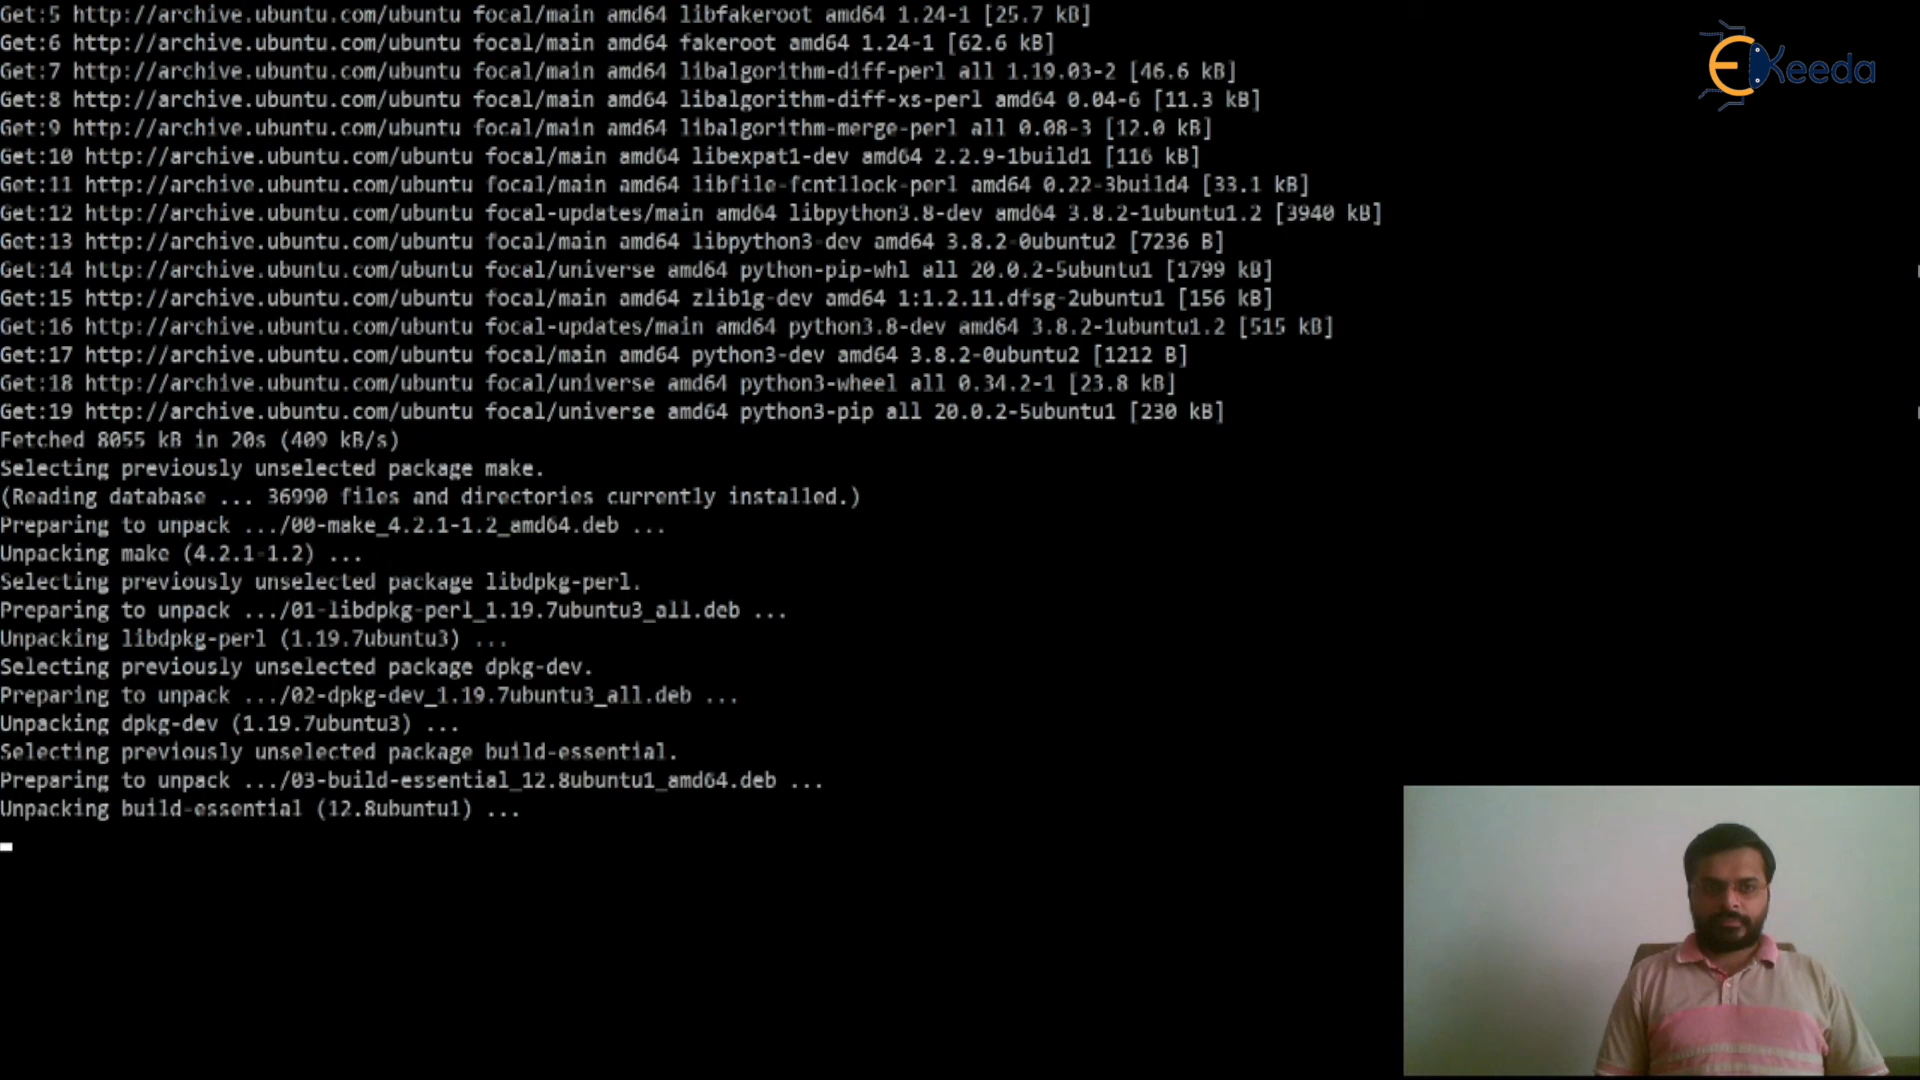 Get:5 http://archive.ubuntu.com/ubuntu focal/main amd64 libfakeroot amd64 1.24-1 [25.7 kB]
Get:6 http://archive.ubuntu.com/ubuntu focal/main amd64 fakeroot amd64 1.24-1 [62.6 kB]
Get:7 http://archive.ubuntu.com/ubuntu focal/main amd64 libalgorithm-diff-perl all 1.19.03-2 [46.6 kB]
Get:8 http://archive.ubuntu.com/ubuntu focal/main amd64 libalgorithm-diff-xs-perl amd64 0.04-6 [11.3 kB]
Get:9 http://archive.ubuntu.com/ubuntu focal/main amd64 libalgorithm-merge-perl all 0.08-3 [12.0 kB]
Get:10 http://archive.ubuntu.com/ubuntu focal/main amd64 libexpat1-dev amd64 2.2.9-1build1 [116 kB]
Get:11 http://archive.ubuntu.com/ubuntu focal/main amd64 libfile-fcntllock-perl amd64 0.22-3build4 [33.1 kB]
Get:12 http://archive.ubuntu.com/ubuntu focal-updates/main amd64 libpython3.8-dev amd64 3.8.2-1ubuntu1.2 [3940 kB]
Get:13 http://archive.ubuntu.com/ubuntu focal/main amd64 libpython3-dev amd64 3.8.2-0ubuntu2 [7236 B]
Get:14 http://archive.ubuntu.com/ubuntu focal/universe amd64 python-pip-whl all 20.0.2-5ubuntu1 [1799 kB]
Get:15 http://archive.ubuntu.com/ubuntu focal/main amd64 zlib1g-dev amd64 1:1.2.11.dfsg-2ubuntu1 [156 kB]
Get:16 http://archive.ubuntu.com/ubuntu focal-updates/main amd64 python3.8-dev amd64 3.8.2-1ubuntu1.2 [515 kB]
Get:17 http://archive.ubuntu.com/ubuntu focal/main amd64 python3-dev amd64 3.8.2-0ubuntu2 [1212 B]
Get:18 http://archive.ubuntu.com/ubuntu focal/universe amd64 python3-wheel all 0.34.2-1 [23.8 kB]
Get:19 http://archive.ubuntu.com/ubuntu focal/universe amd64 python3-pip all 20.0.2-5ubuntu1 [230 kB]
Fetched 8055 kB in 20s (409 kB/s)
Selecting previously unselected package make.
(Reading database ... 36990 files and directories currently installed.)
Preparing to unpack .../00-make_4.2.1-1.2_amd64.deb ...
Unpacking make (4.2.1-1.2) ...
Selecting previously unselected package libdpkg-perl.
Preparing to unpack .../01-libdpkg-perl_1.19.7ubuntu3_all.deb ...
Unpacking libdpkg-perl (1.19.7ubuntu3) ...
Selecting previously unselected package dpkg-dev.
Preparing to unpack .../02-dpkg-dev_1.19.7ubuntu3_all.deb ...
Unpacking dpkg-dev (1.19.7ubuntu3) ...
Selecting previously unselected package build-essential.
Preparing to unpack .../03-build-essential_12.8ubuntu1_amd64.deb ...
Unpacking build-essential (12.8ubuntu1) ...
EKeeda